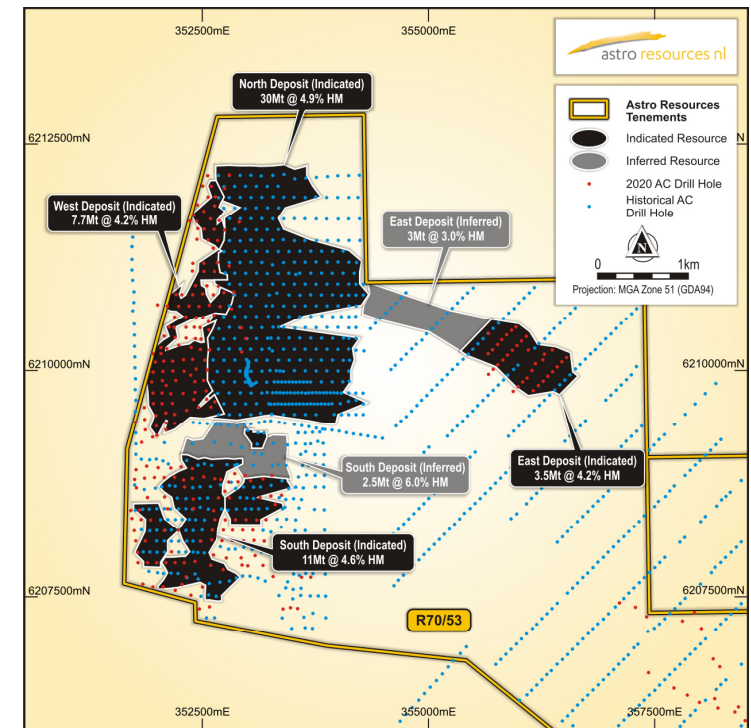 352500mE
355000mE
astro resources nl
Astro Resources
Tenements
Indicated Resource
Inferred Resource
2020 AC Drill Hole
Historical AC
Drill Hole
N
0 1km
Projection: MGA Zone 51 (GDA94)
North Deposit (Indicated)
30Mt @ 4.9% HM
6212500mN
N
West Deposit (Indicated)
7.7Mt @ 4.2% HM
East Deposit (Inferred)
3Mt @ 3.0% HM
6210000mN
6210000mN
South Deposit (Inferred)
2.5Mt @ 6.0% HM
East Deposit (Indicated)
3.5Mt @ 4.2% HM
South Deposit (Indicated)
11Mt @ 4.6% HM
6207500mN
6207500mN
R70/53
352500mE
355000mE
357500mE